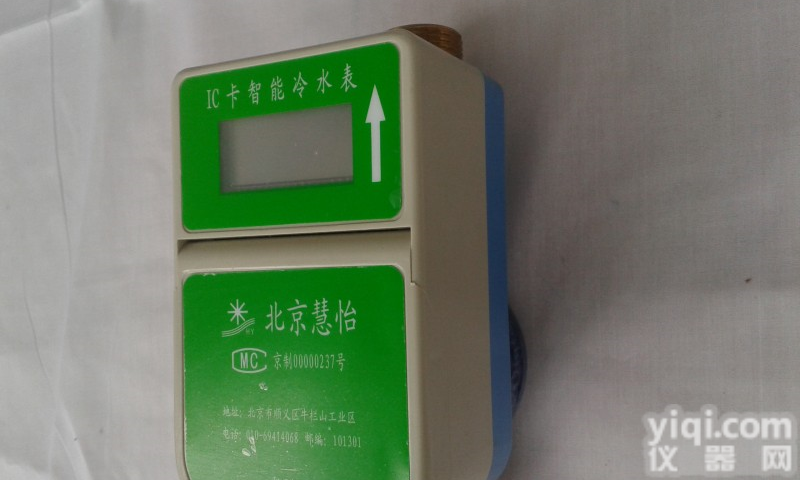 IC卡智能冷水表
HY
北京慧怡
MC 京制00000237号
地址: 北京市顺义区牛栏山工业区
电话: 010-69414068 邮编: 101301
yiqi.com
仪器网